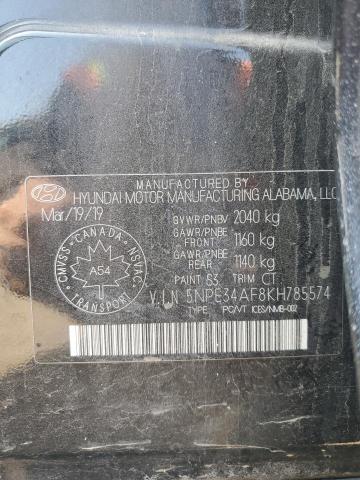 MANUFACTURED BY
HYUNDAI MOTOR MANUFACTURING ALABAMA, LLC
Mar/19/19
GVWR/PNBV 2040 kg
GAWR/PNBE FRONT 1160 kg
GAWR/PNBE REAR 1140 kg
PAINT S3 TRIM CT
V.I.N 5NPE34AF8KH785574
TYPE : PC/VT ICES/NMB-002
CMVSS - CANADA - NSVAC
A54
TRANSPORT